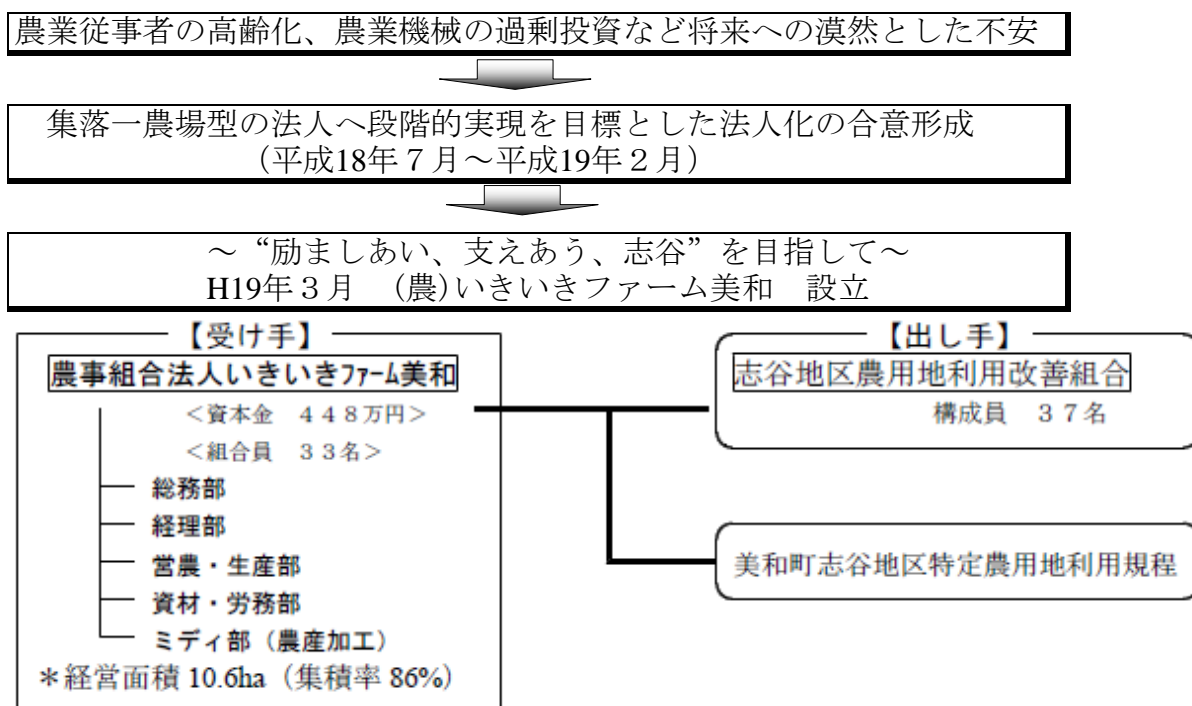 農業従事者の高齢化、農業機械の過剰投資など将来への漠然とした不安
集落一農場型の法人へ段階的実現を目標とした法人化の合意形成
（平成18年７月～平成19年２月）
～“励ましあい、支えあう、志谷”を目指して～
H19年３月　(農)いきいきファーム美和　設立
【受け手】
農事組合法人いきいきﾌｧｰﾑ美和
＜資本金　４４８万円＞
＜組合員　３３名＞
総務部
経理部
営農・生産部
資材・労務部
ミディ部（農産加工）
＊経営面積 10.6ha（集積率 86%）
【出し手】
志谷地区農用地利用改善組合
構成員　３７名
美和町志谷地区特定農用地利用規程